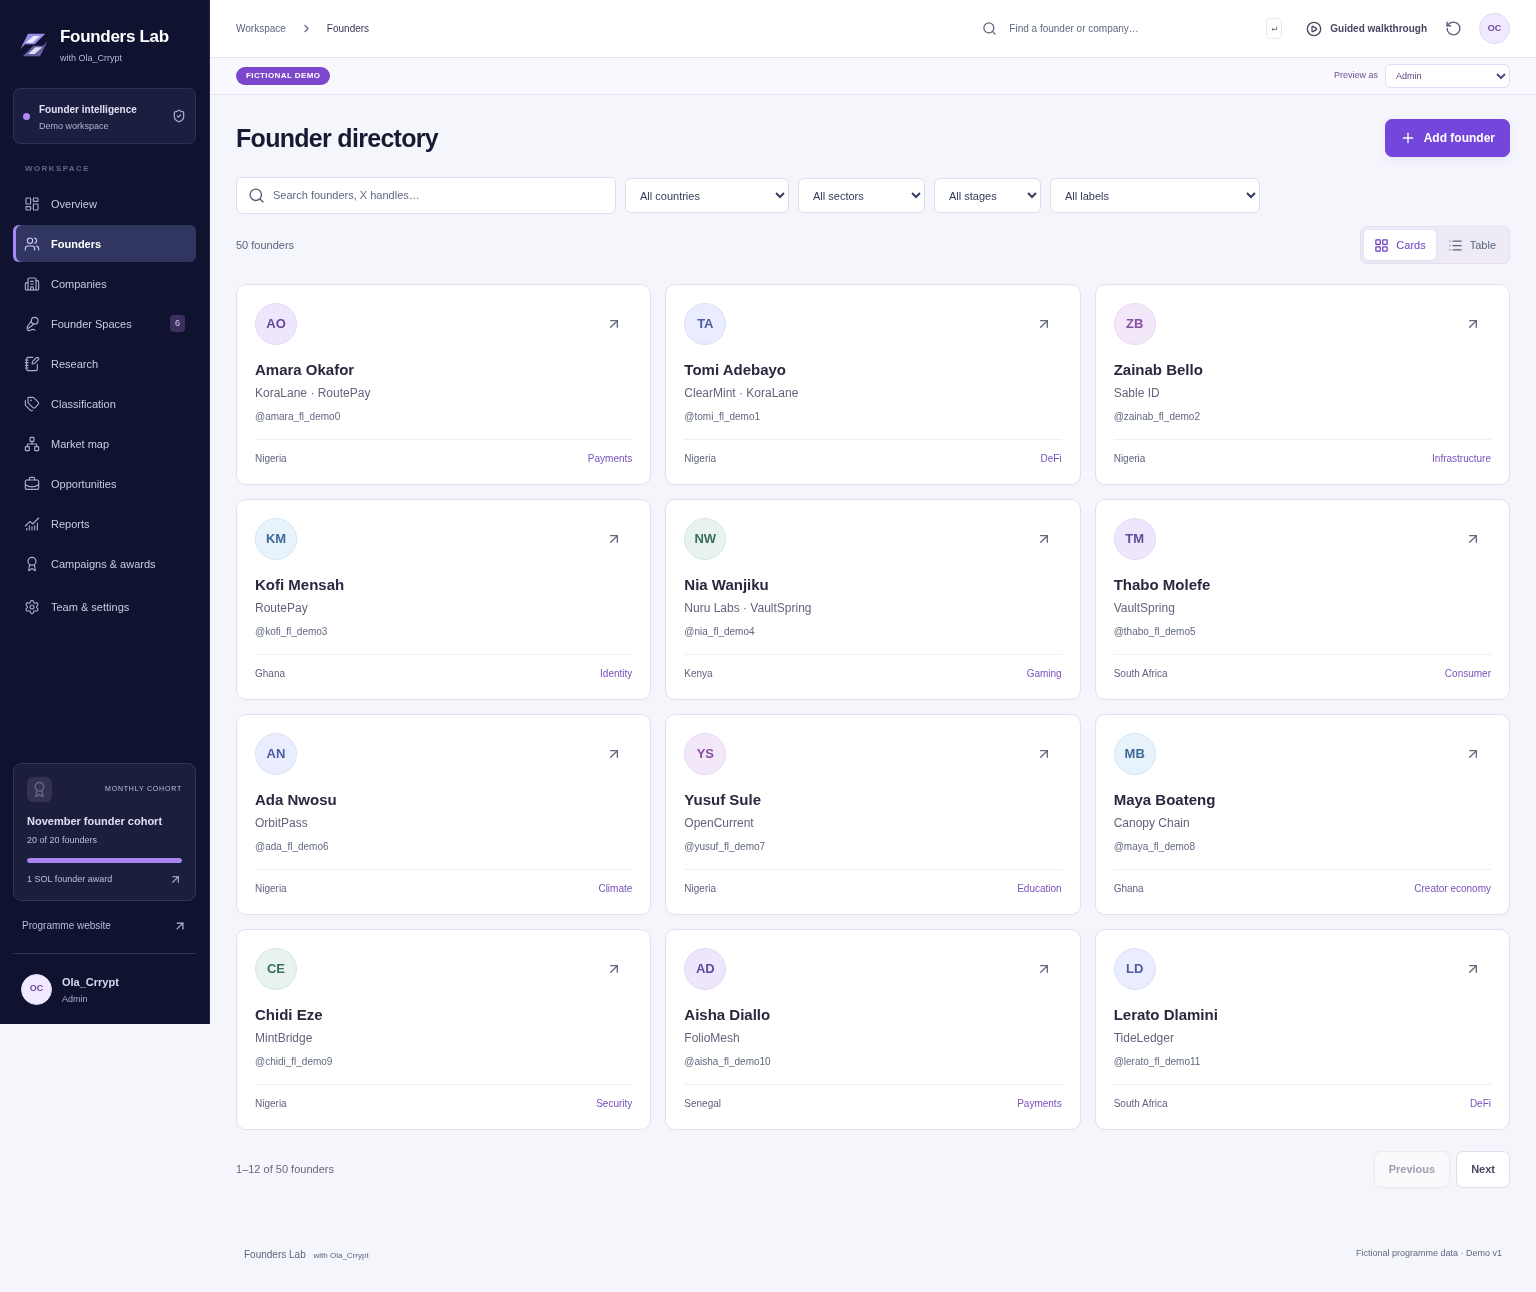 Founders Lab
with Ola_Crrypt
Founder intelligence
Demo workspace
WORKSPACE
Overview
Founders
Companies
Founder Spaces 6
Research
Classification
Market map
Opportunities
Reports
Campaigns & awards
Team & settings
MONTHLY COHORT
November founder cohort
20 of 20 founders
1 SOL founder award
Programme website
OC
Ola_Crrypt
Admin
Workspace Founders
Find a founder or company…
↵
Guided walkthrough
OC
FICTIONAL DEMO
Preview as Admin
Founder directory
Add founder
Search founders, X handles…
All countries All sectors All stages All labels
50 founders
Cards Table
AO
Amara Okafor
KoraLane · RoutePay
@amara_fl_demo0
Nigeria Payments
TA
Tomi Adebayo
ClearMint · KoraLane
@tomi_fl_demo1
Nigeria DeFi
ZB
Zainab Bello
Sable ID
@zainab_fl_demo2
Nigeria Infrastructure
KM
Kofi Mensah
RoutePay
@kofi_fl_demo3
Ghana Identity
NW
Nia Wanjiku
Nuru Labs · VaultSpring
@nia_fl_demo4
Kenya Gaming
TM
Thabo Molefe
VaultSpring
@thabo_fl_demo5
South Africa Consumer
AN
Ada Nwosu
OrbitPass
@ada_fl_demo6
Nigeria Climate
YS
Yusuf Sule
OpenCurrent
@yusuf_fl_demo7
Nigeria Education
MB
Maya Boateng
Canopy Chain
@maya_fl_demo8
Ghana Creator economy
CE
Chidi Eze
MintBridge
@chidi_fl_demo9
Nigeria Security
AD
Aisha Diallo
FolioMesh
@aisha_fl_demo10
Senegal Payments
LD
Lerato Dlamini
TideLedger
@lerato_fl_demo11
South Africa DeFi
1–12 of 50 founders
Previous Next
Founders Lab with Ola_Crrypt
Fictional programme data · Demo v1